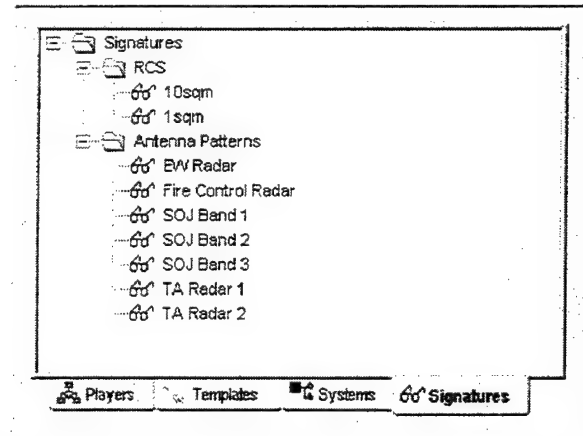 Signatures
RCS
10sqm
1sqm
Antenna Patterns
EW Radar
Fire Control Radar
SOJ Band 1
SOJ Band 2
SOJ Band 3
TA Radar 1
TA Radar 2
Players Templates Systems Signatures